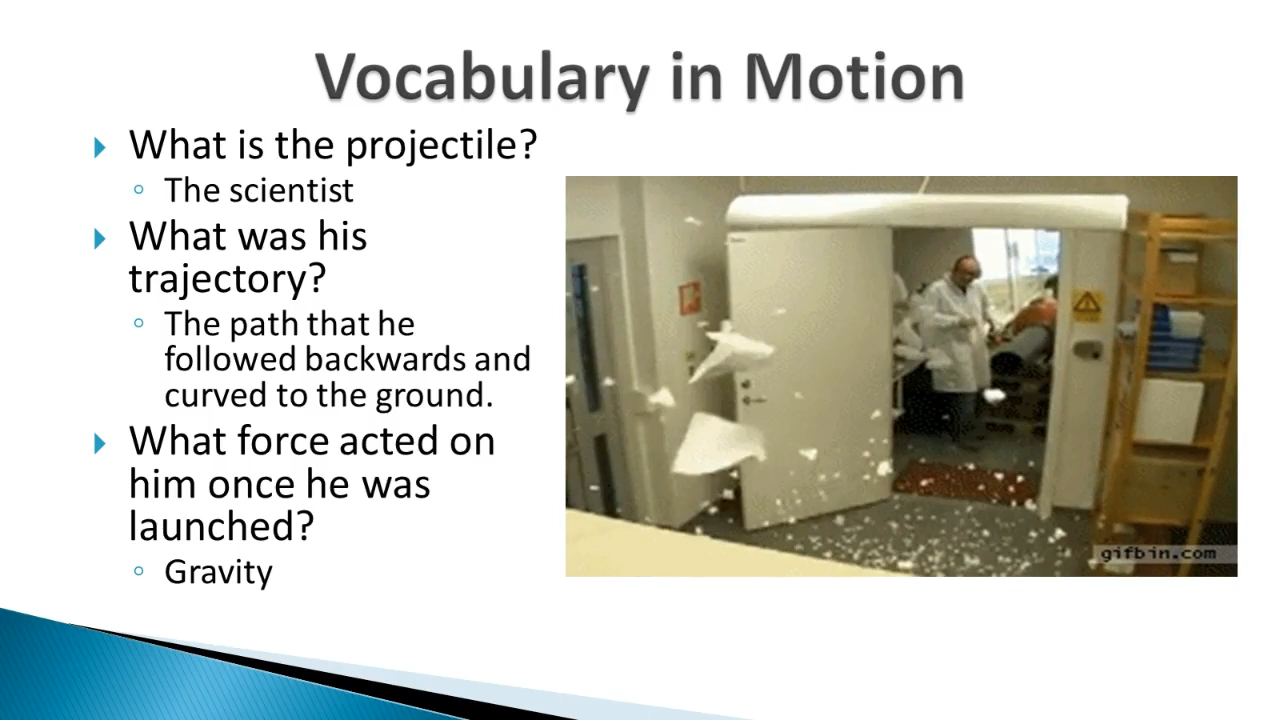 Vocabulary in Motion
What is the projectile?
The scientist
What was his
trajectory?
The path that he
followed backwards and
curved to the ground.
What force acted on
him once he was
launched?
Gravity
gifbin.com